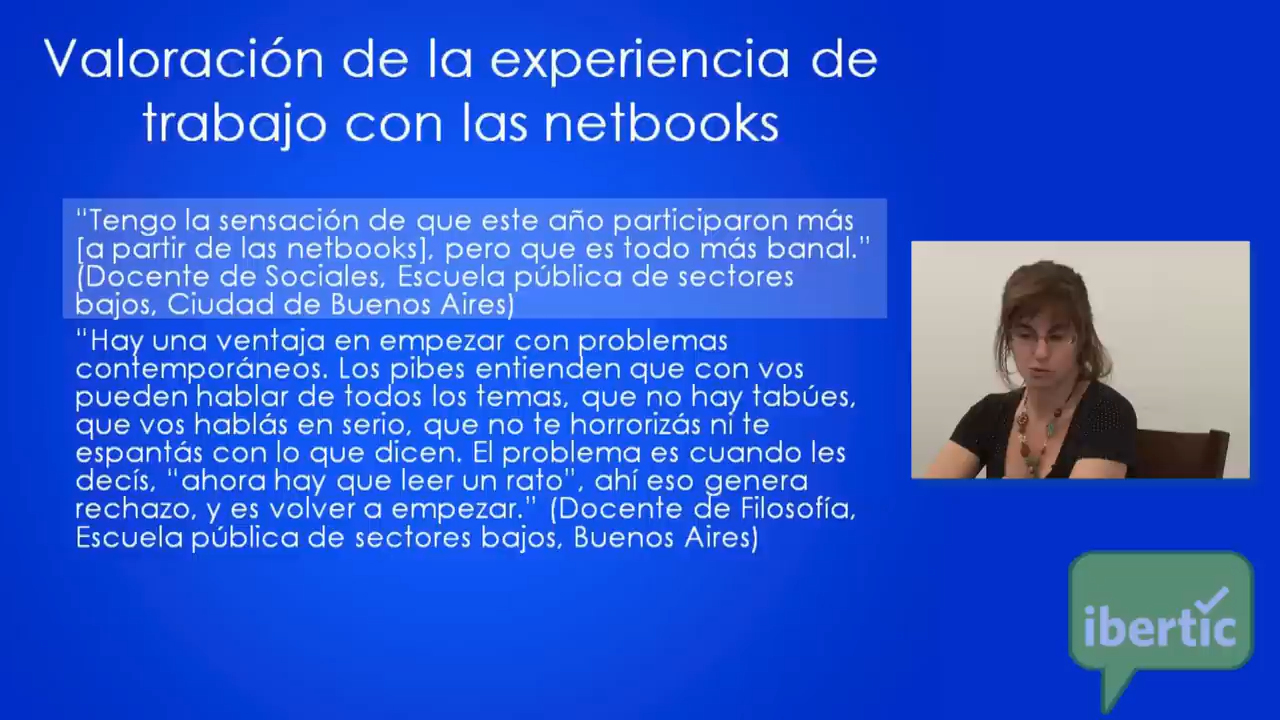 Valoración de la experiencia de
trabajo con las netbooks
“Tengo la sensación de que este año participaron más
[a partir de las netbooks], pero que es todo más banal.”
(Docente de Sociales, Escuela pública de sectores
bajos, Ciudad de Buenos Aires)
“Hay una ventaja en empezar con problemas
contemporáneos. Los pibes entienden que con vos
pueden hablar de todos los temas, que no hay tabúes,
que vos hablás en serio, que no te horrorizás ni te
espantás con lo que dicen. El problema es cuando les
decís, “ahora hay que leer un rato”, ahí eso genera
rechazo, y es volver a empezar.” (Docente de Filosofía,
Escuela pública de sectores bajos, Buenos Aires)
ibertic